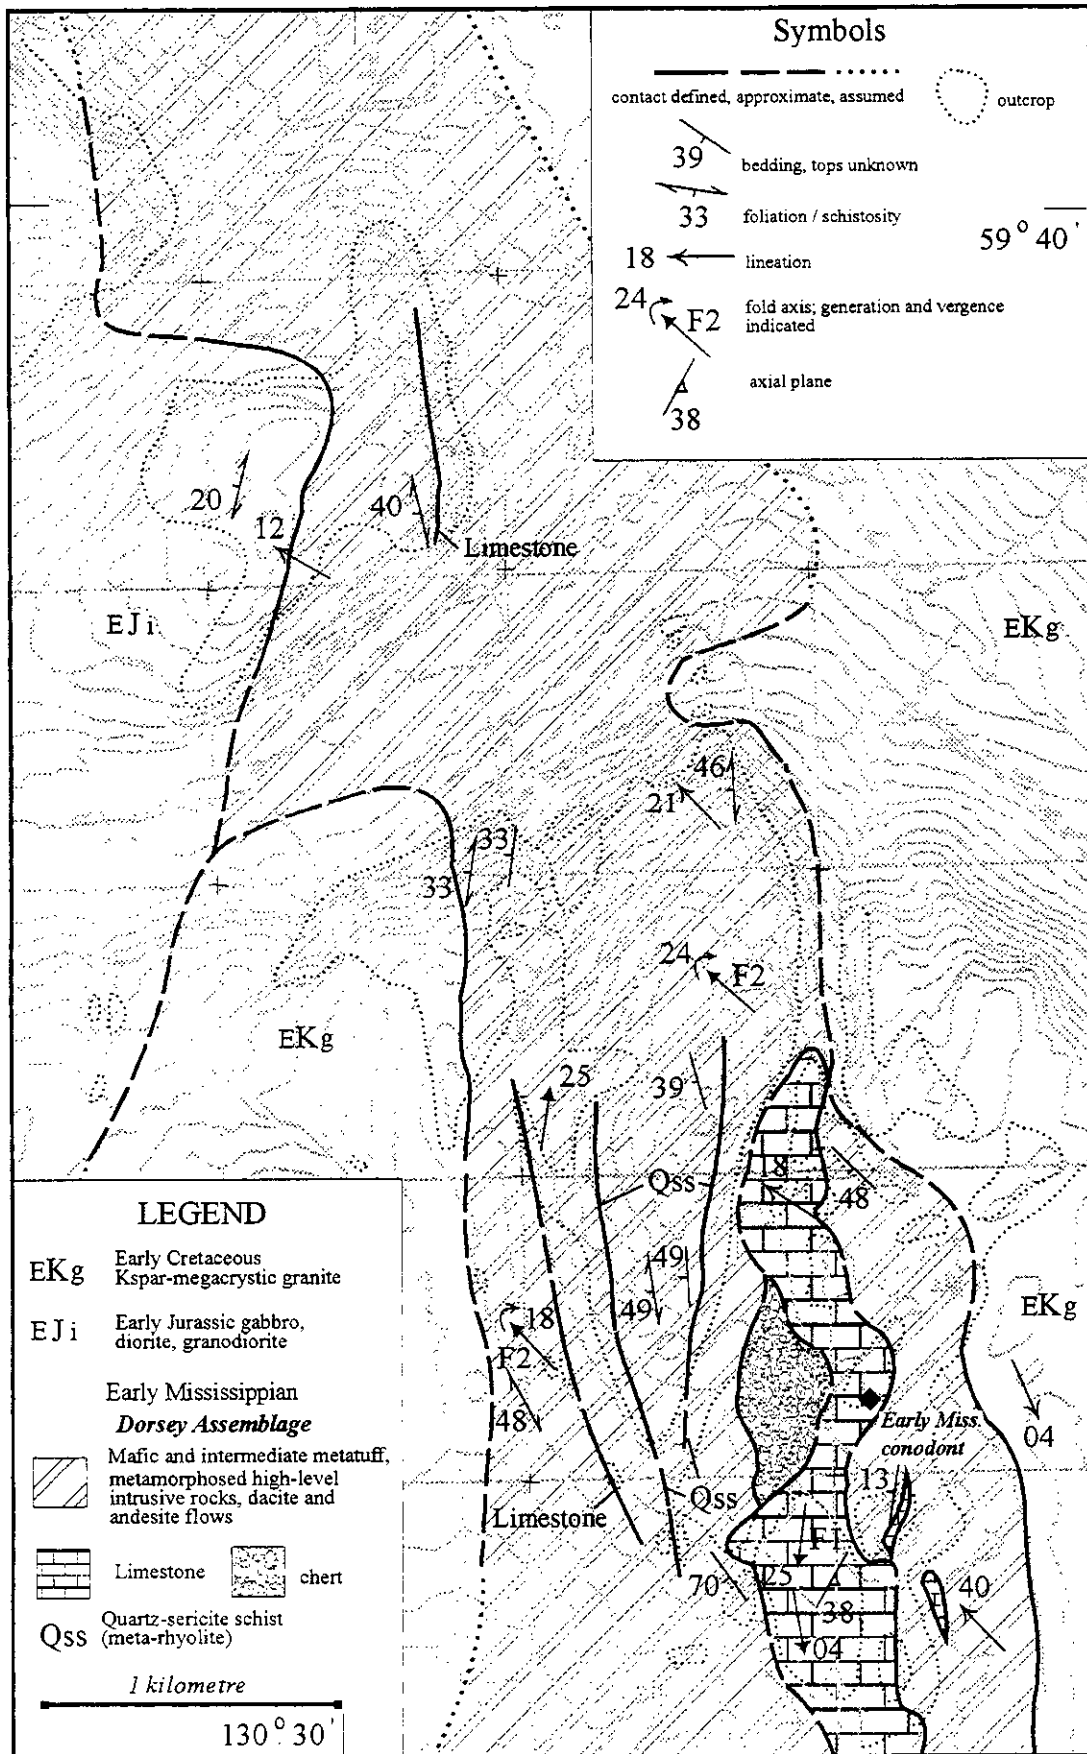 Symbols
contact defined, approximate, assumed
outcrop
39
bedding, tops unknown
33
foliation / schistosity
59° 40'
18
lineation
24
F2
fold axis; generation and vergence
indicated
axial plane
38
20
12
40
Limestone
EJi
EKg
46
21
33
33
24
F2
EKg
25
39
Qss
18
48
49
49
EKg
18
F2
48
Early Miss.
conodont
04
13
Limestone
Qss
F1
70
25
38
40
04
LEGEND
EKg
Early Cretaceous
Kspar-megacrystic granite
EJi
Early Jurassic gabbro,
diorite, granodiorite
Early Mississippian
Dorsey Assemblage
Mafic and intermediate metatuff,
metamorphosed high-level
intrusive rocks, dacite and
andesite flows
Limestone
chert
Qss
Quartz-sericite schist
(meta-rhyolite)
1 kilometre
130° 30'